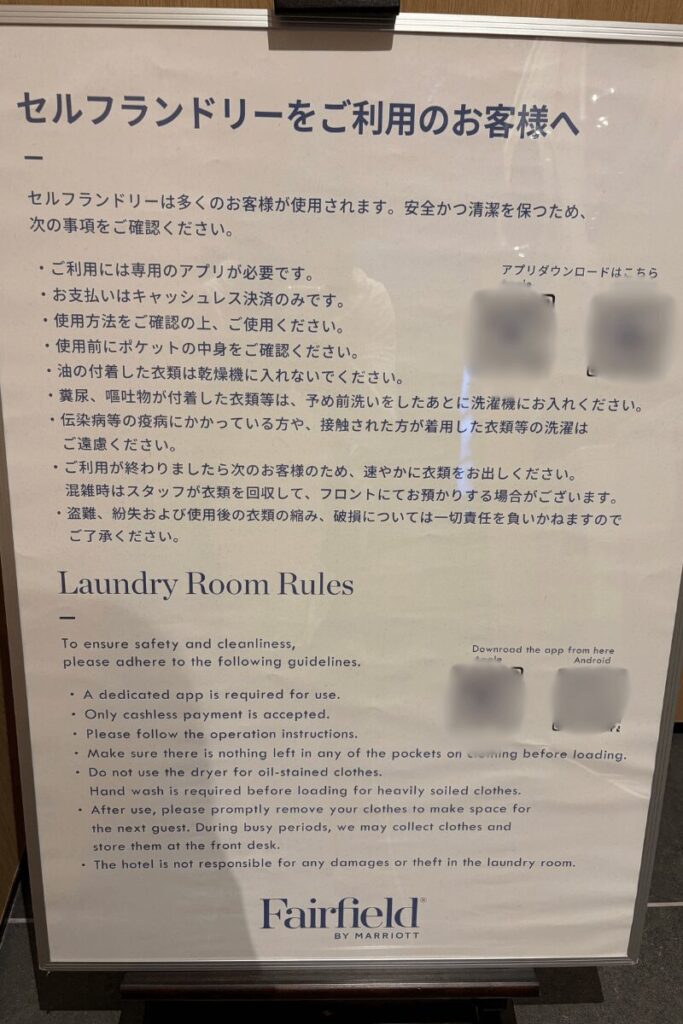 セルフランドリーをご利用のお客様へ
セルフランドリーは多くのお客様が使用されます。安全かつ清潔を保つため、
次の事項をご確認ください。
・ご利用には専用のアプリが必要です。
・お支払いはキャッシュレス決済のみです。
・使用方法をご確認の上、ご使用ください。
・使用前にポケットの中身をご確認ください。
・油の付着した衣類は乾燥機に入れないでください。
・糞尿、嘔吐物が付着した衣類等は、予め前洗いをしたあとに洗濯機にお入れください。
・伝染病等の疫病にかかっている方や、接触された方が着用した衣類等の洗濯は
ご遠慮ください。
・ご利用が終わりましたら次のお客様のため、速やかに衣類をお出しください。
混雑時はスタッフが衣類を回収して、フロントにてお預かりする場合がございます。
・盗難、紛失および使用後の衣類の縮み、破損については一切責任を負いかねますので
ご了承ください。
アプリダウンロードはこちら
Laundry Room Rules
To ensure safety and cleanliness,
please adhere to the following guidelines.
Downroad the app from here
Apple Android
・A dedicated app is required for use.
・Only cashless payment is accepted.
・Please follow the operation instructions.
・Make sure there is nothing left in any of the pockets on clothing before loading.
・Do not use the dryer for oil-stained clothes.
Hand wash is required before loading for heavily soiled clothes.
・After use, please promptly remove your clothes to make space for
the next guest. During busy periods, we may collect clothes and
store them at the front desk.
・The hotel is not responsible for any damages or theft in the laundry room.
Fairfield®
BY MARRIOTT